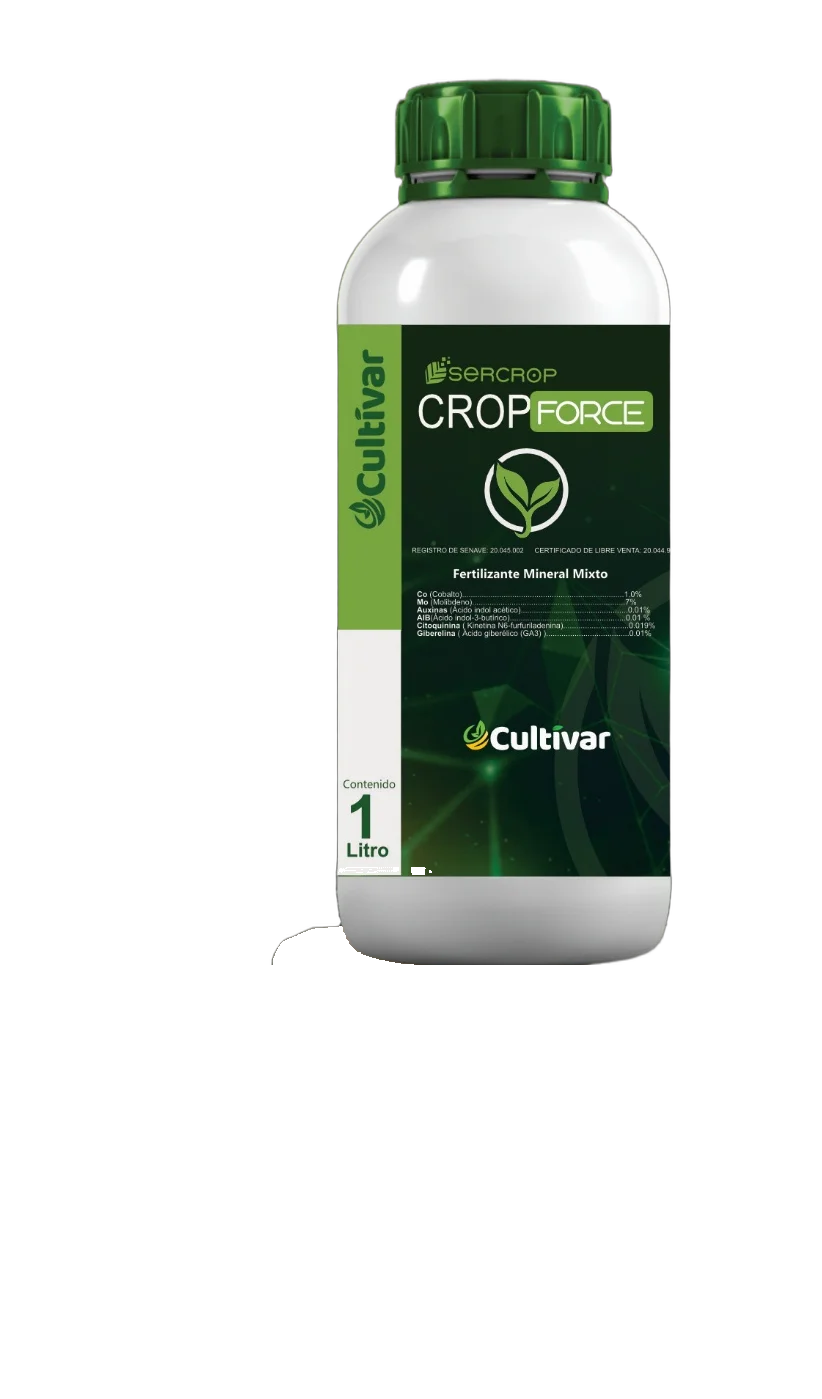 Cultívar
SERCROP
CROP FORCE
REGISTRO DE SENAVE: 20.045.002 CERTIFICADO DE LIBRE VENTA: 20.044.9
Fertilizante Mineral Mixto
Co (Cobalto)..........1.0%
Mo (Molibdeno)..........7%
Auxinas (Ácido indol acético)..........0.01%
AIB(Ácido indol-3-butírico)..........0.01 %
Citoquinina ( Kinetina N6-furfuriladenina)..........0.019%
Giberelina ( Ácido giberélico (GA3) )..........0.01%
Cultívar
Contenido
1
Litro